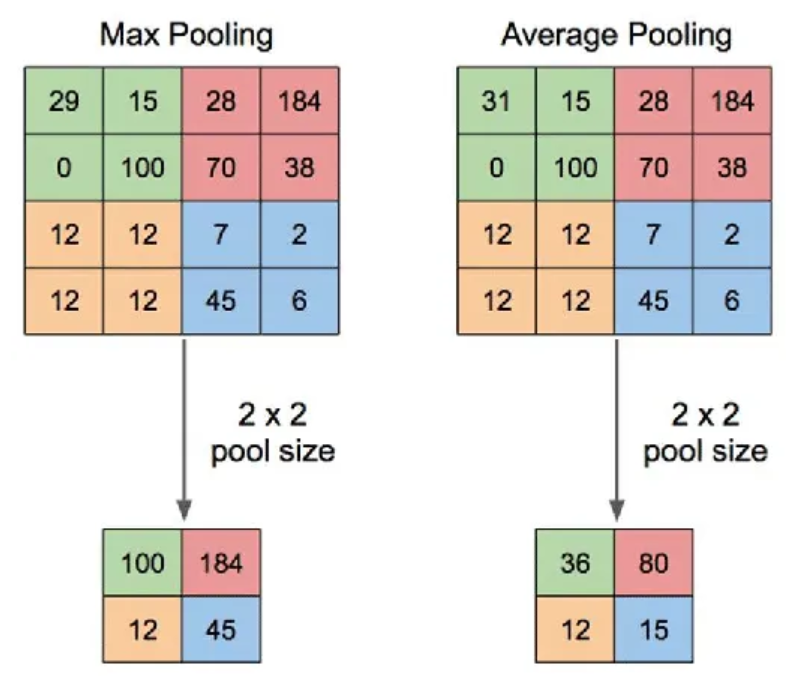 Max Pooling
29 15 28 184
0 100 70 38
12 12 7 2
12 12 45 6
2 x 2
pool size
100 184
12 45
Average Pooling
31 15 28 184
0 100 70 38
12 12 7 2
12 12 45 6
2 x 2
pool size
36 80
12 15